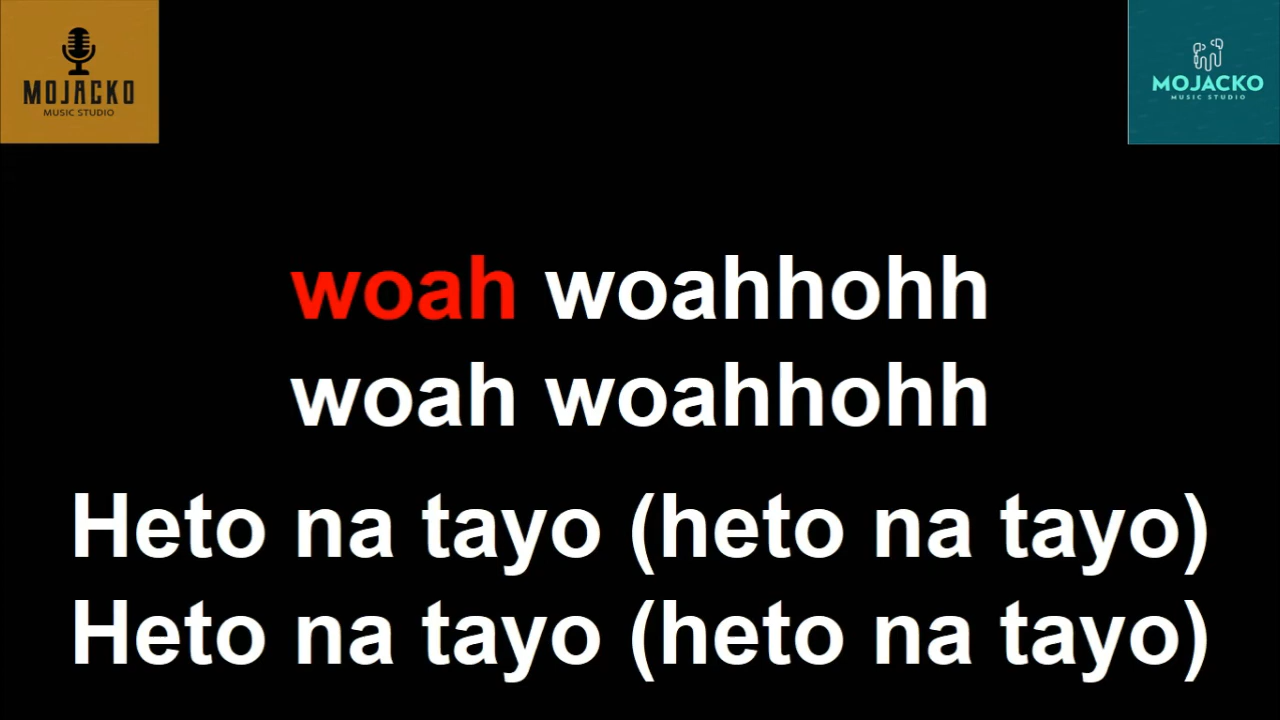 MOJACKO
MUSIC STUDIO
MOJACKO
MUSIC STUDIO
woah woahhohh
woah woahhohh
Heto na tayo (heto na tayo)
Heto na tayo (heto na tayo)